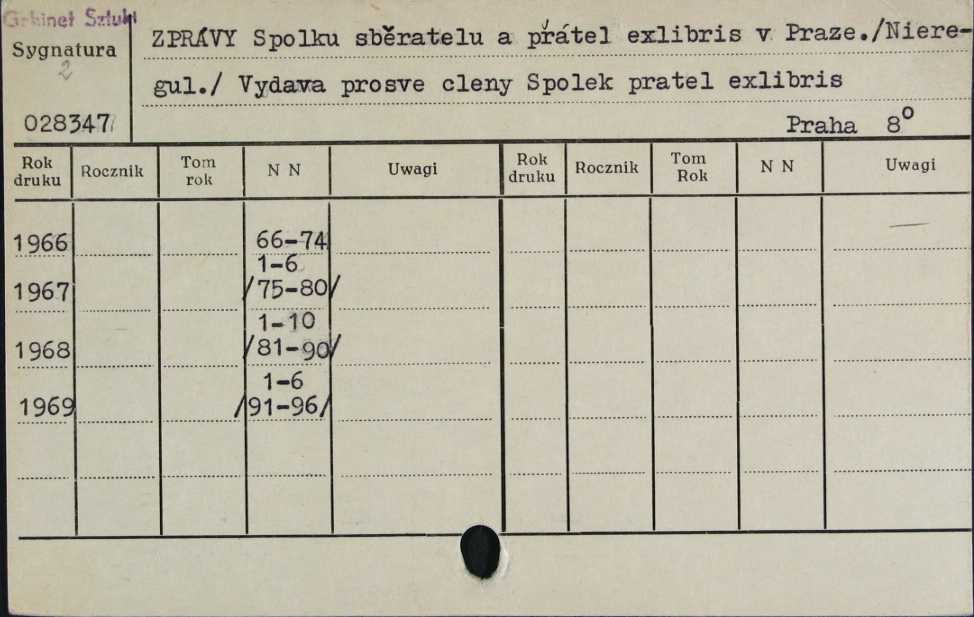 Gabinet Sztuki
Sygnatura
2
028347
ZPRÁVY Spolku sběratelu a přátel exlibris v Praze./Niere-
gul./ Vydava prosve cleny Spolek pratel exlibris
Praha 8°
Rok druku Rocznik Tom rok N N Uwagi Rok druku Rocznik Tom Rok N N Uwagi
1966 66-74
1-6
1967 /75-80/
1-10
1968 /81-90/
1-6
1969 /91-96/